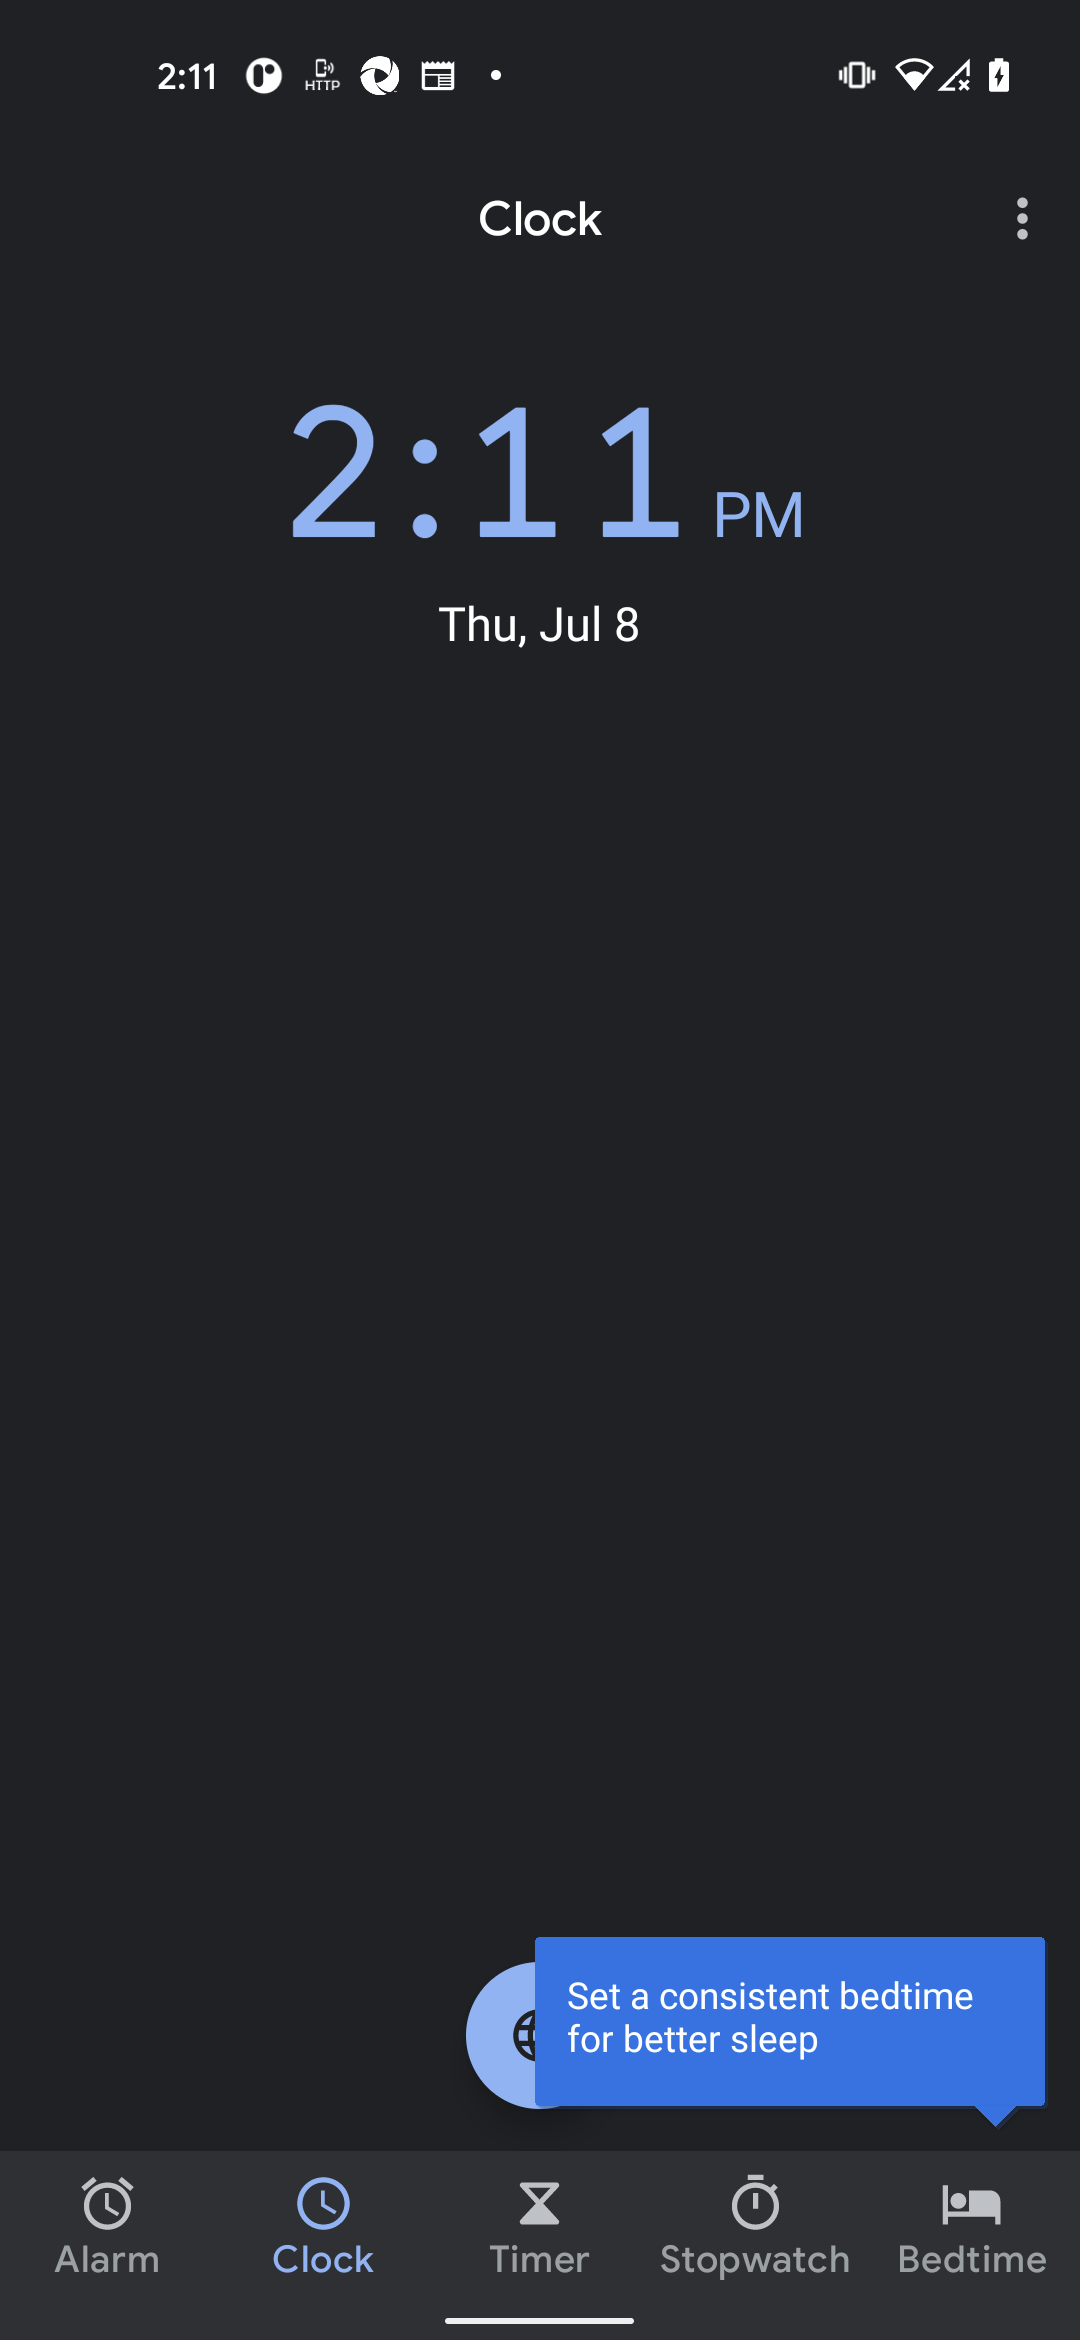 2:11
HTTP
Clock
2:11 PM
Thu, Jul 8
Set a consistent bedtime
for better sleep
Alarm
Clock
Timer
Stopwatch
Bedtime